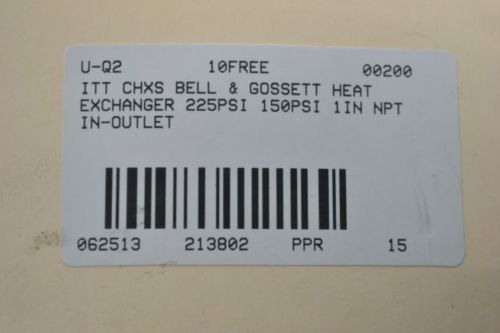 U-Q2 10FREE 00200
ITT CHXS BELL & GOSSETT HEAT
EXCHANGER 225PSI 150PSI 1IN NPT
IN-OUTLET
062513 213802 PPR 15